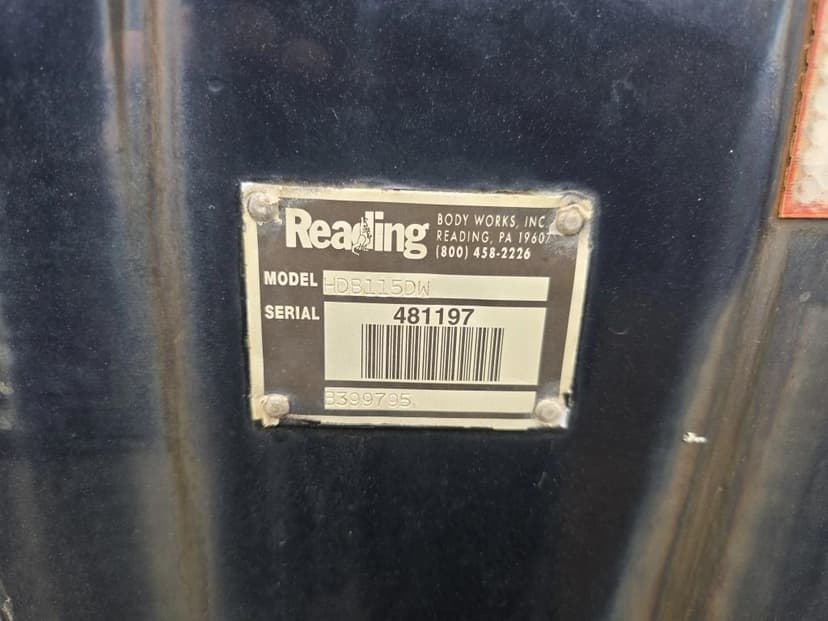 Reading
BODY WORKS, INC.
READING, PA 19607
(800) 458-2226
MODEL HDB115DW
SERIAL 481197
B399795